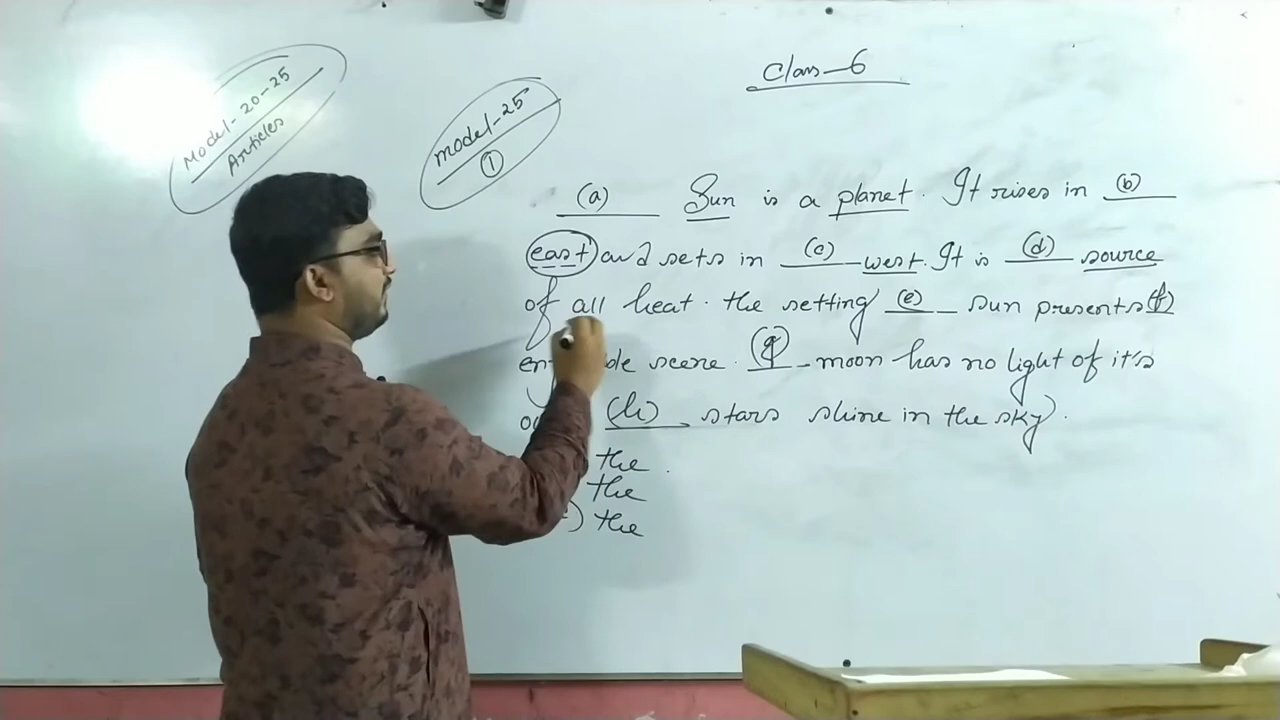 Class-6
Model-20-25
Articles
model-25
①
(a) Sun is a planet. It rises in (b)
east and sets in (c) west. It is (d) source
of all heat. the setting (e) sun presents (f)
scene. (g) moon has no light of it's
(h) stars shine in the sky.
the.
the
) the